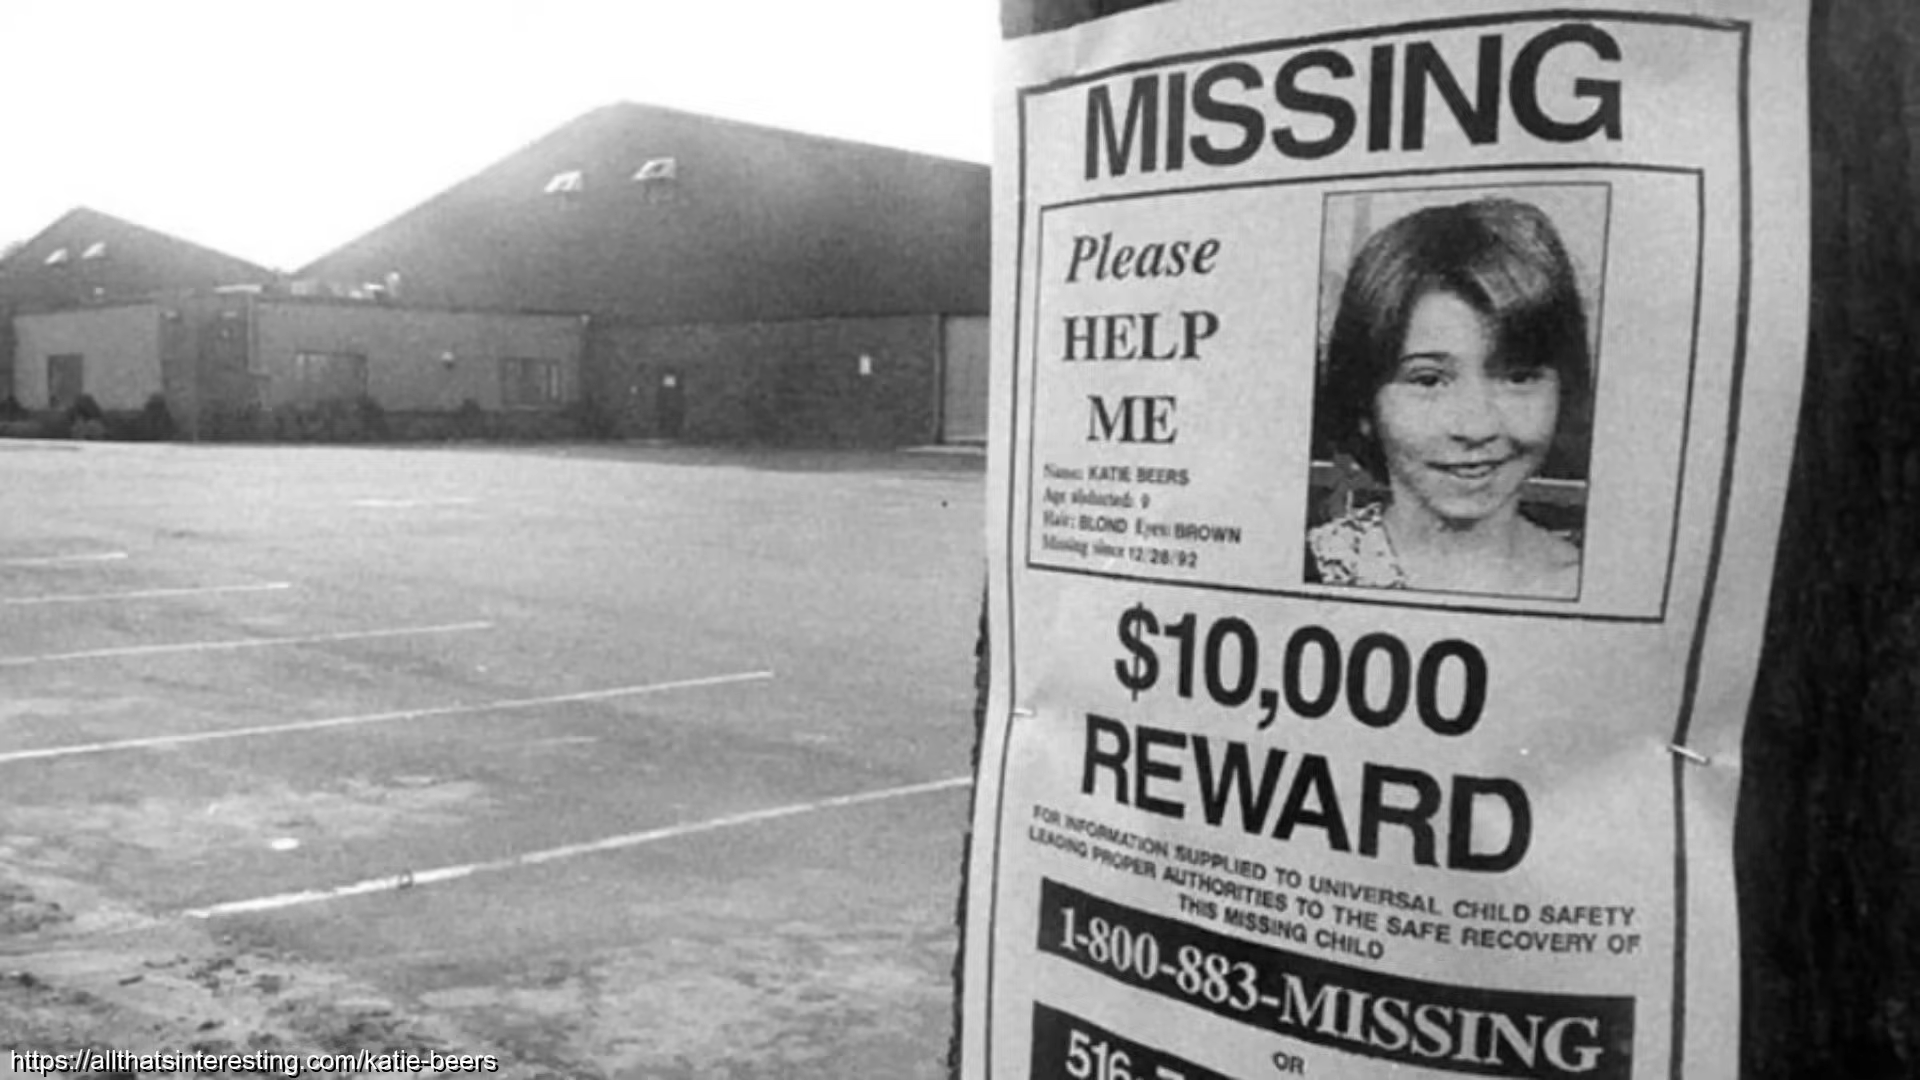 MISSING
Please
HELP
ME
Name: KATIE BEERS
Age abducted: 9
Hair: BLOND Eyes: BROWN
Missing since 12/28/92
$10,000
REWARD
FOR INFORMATION SUPPLIED TO UNIVERSAL CHILD SAFETY
LEADING PROPER AUTHORITIES TO THE SAFE RECOVERY OF
THIS MISSING CHILD
1-800-883-MISSING
OR
516-7
https://allthatsinteresting.com/katie-beers